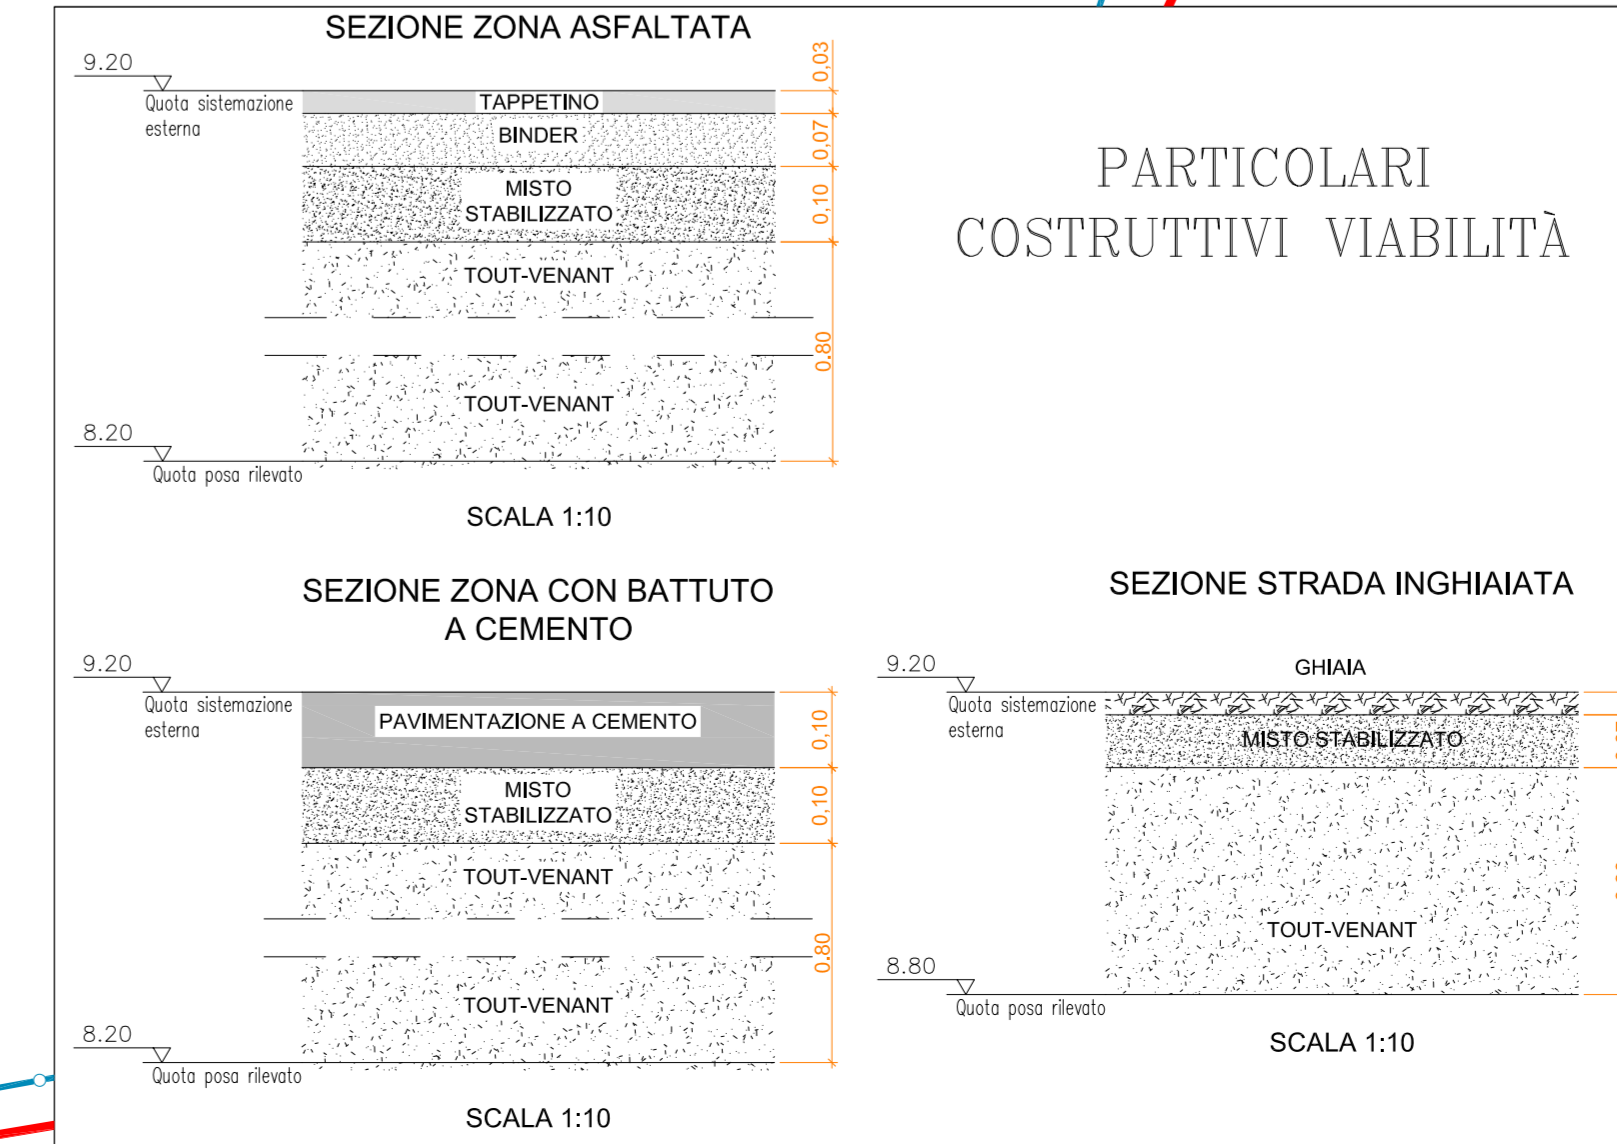 SEZIONE ZONA ASFALTATA
9.20
Quota sistemazione
esterna
TAPPETINO
BINDER
MISTO
STABILIZZATO
TOUT-VENANT
TOUT-VENANT
0,03
0,07
0,10
0.80
8.20
Quota posa rilevato
SCALA 1:10
PARTICOLARI
COSTRUTTIVI VIABILITÀ
SEZIONE ZONA CON BATTUTO
A CEMENTO
9.20
Quota sistemazione
esterna
PAVIMENTAZIONE A CEMENTO
MISTO
STABILIZZATO
TOUT-VENANT
TOUT-VENANT
0,10
0,10
0.80
8.20
Quota posa rilevato
SCALA 1:10
SEZIONE STRADA INGHIAIATA
9.20
Quota sistemazione
esterna
GHIAIA
MISTO STABILIZZATO
TOUT-VENANT
8.80
Quota posa rilevato
SCALA 1:10